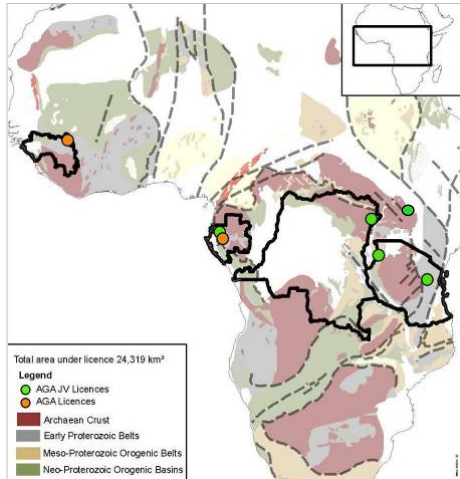 Total area under licence 24,319 km²
Legend
AGA JV Licences
AGA Licences
Archaean Crust
Early Proterozoic Belts
Meso-Proterozoic Orogenic Belts
Neo-Proterozoic Orogenic Basins